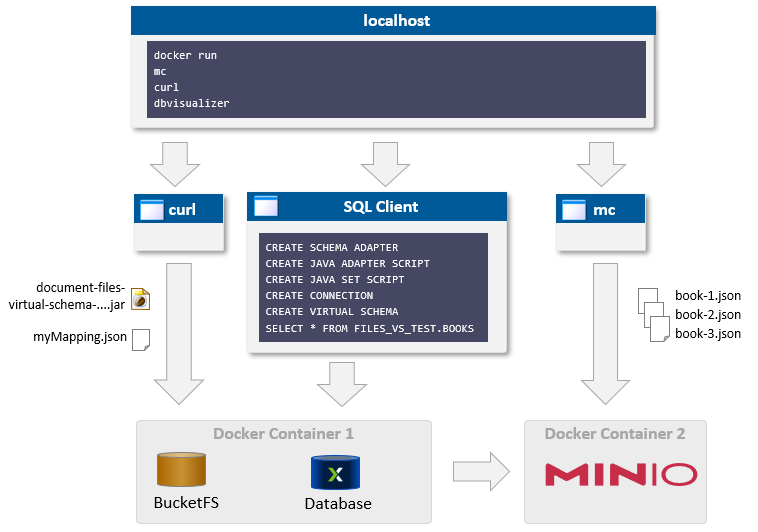 localhost
docker run
mc
curl
dbvisualizer
curl
SQL Client
mc
CREATE SCHEMA ADAPTER
CREATE JAVA ADAPTER SCRIPT
CREATE JAVA SET SCRIPT
CREATE CONNECTION
CREATE VIRTUAL SCHEMA
SELECT * FROM FILES_VS_TEST.BOOKS
document-files-
virtual-schema-....jar
myMapping.json
book-1.json
book-2.json
book-3.json
Docker Container 1
BucketFS
X
Database
Docker Container 2
MINIO